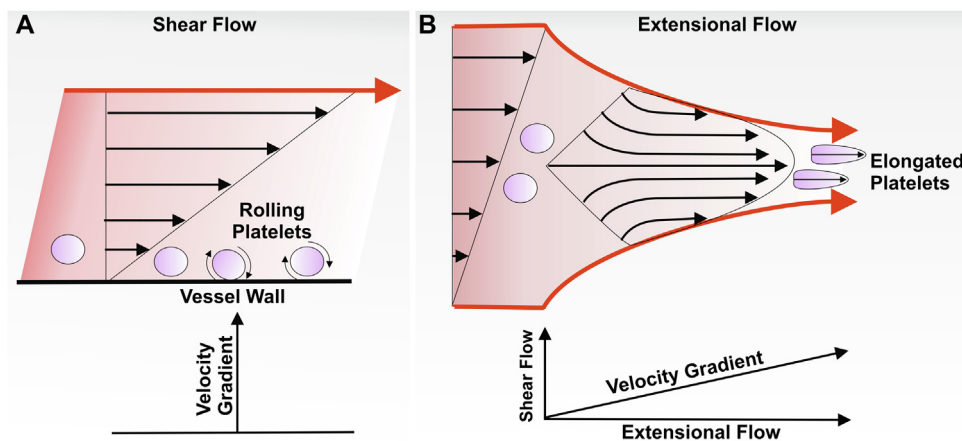 A
Shear Flow
Rolling
Platelets
Vessel Wall
Velocity
Gradient
B
Extensional Flow
Elongated
Platelets
Shear Flow
Velocity Gradient
Extensional Flow